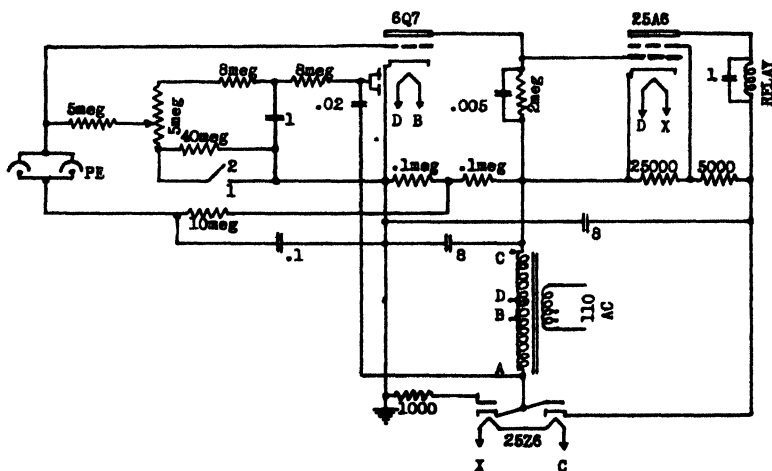 6Q7
25A6
8meg
8meg
1
RELAY
5meg
5meg
.02
1
D B
.005
2meg
D X
40meg
PE
2
1
.1meg
.1meg
25000
5000
10meg
.1
8
8
C
D
B
110
AC
A
1000
25Z6
X
C